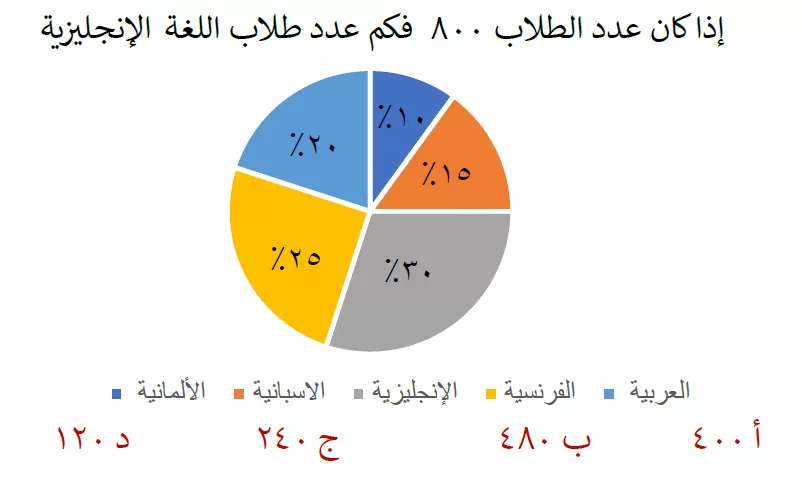 إذا كان عدد الطلاب ٨٠٠ فكم عدد طلاب اللغة الإنجليزية
٪١٠
٪٢٠
٪١٥
٪٢٥
٪٣٠
العربية الفرنسية الإنجليزية الاسبانية الألمانية
أ ٤٠٠ ب ٤٨٠ ج ٢٤٠ د ١٢٠